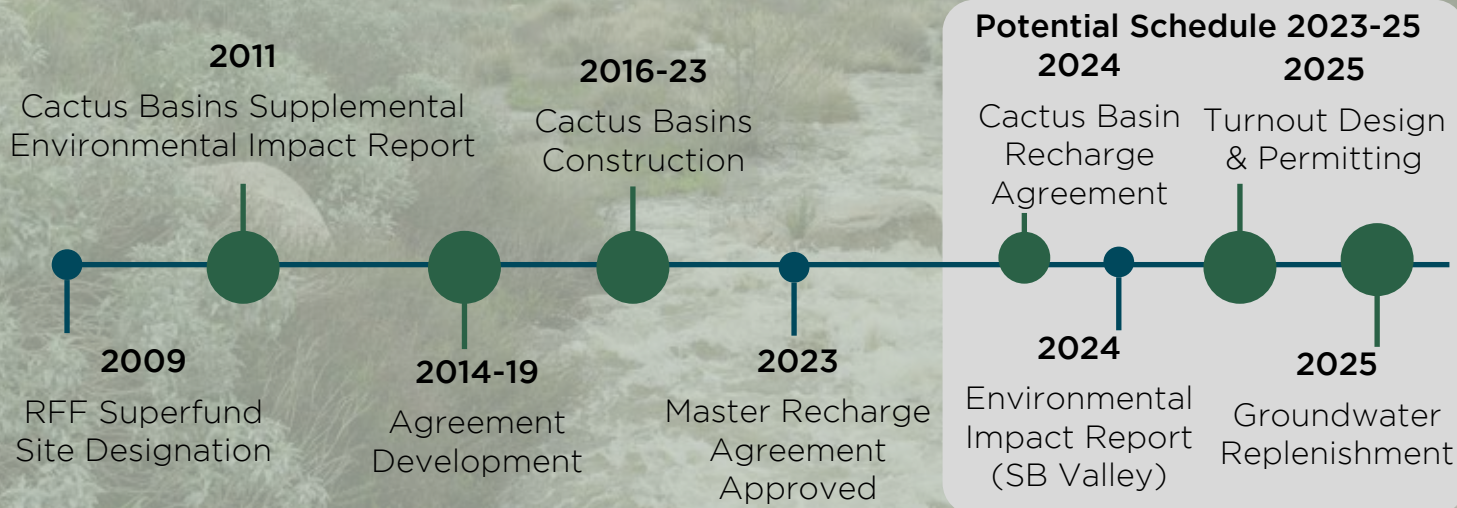 2011
Cactus Basins Supplemental
Environmental Impact Report
2016-23
Cactus Basins
Construction
2009
RFF Superfund
Site Designation
2014-19
Agreement
Development
2023
Master Recharge
Agreement
Approved
Potential Schedule 2023-25
2024
Cactus Basin
Recharge
Agreement
2025
Turnout Design
& Permitting
2024
Environmental
Impact Report
(SB Valley)
2025
Groundwater
Replenishment